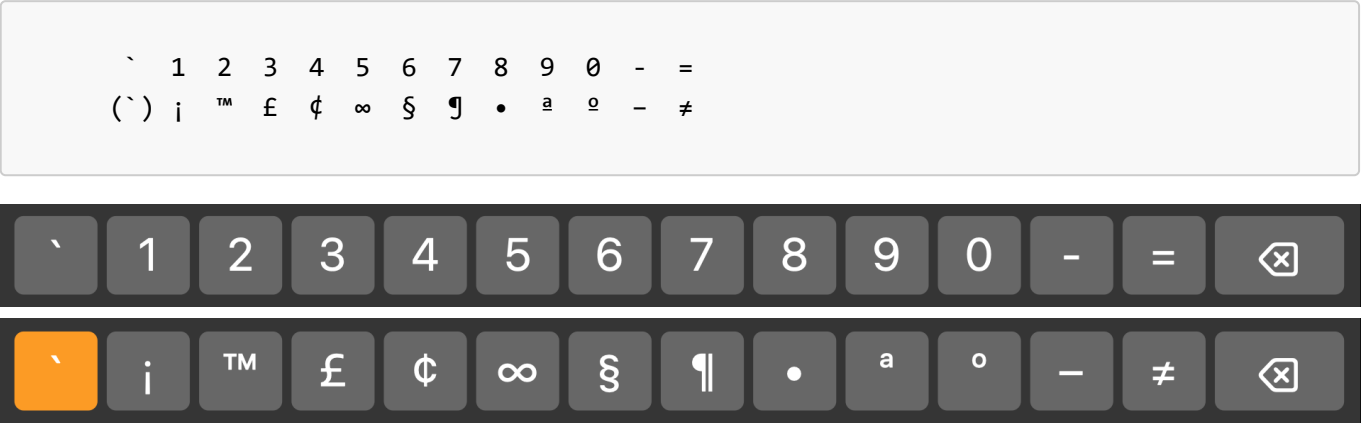 ` 1 2 3 4 5 6 7 8 9 0 - =
(`) ¡ ™ £ ¢ ∞ § ¶ • ª º – ≠
` 1 2 3 4 5 6 7 8 9 0 - =
` ¡ ™ £ ¢ ∞ § ¶ • ª º – ≠